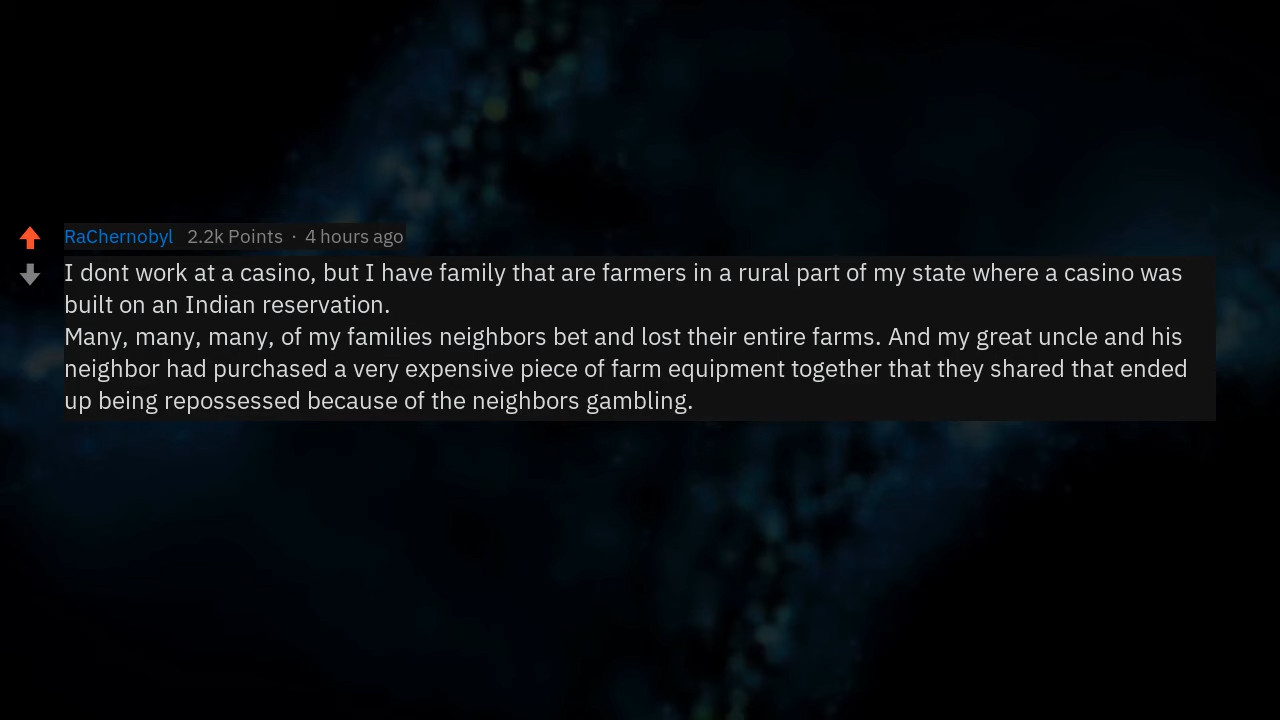 RaChernobyl 2.2k Points · 4 hours ago
I dont work at a casino, but I have family that are farmers in a rural part of my state where a casino was
built on an Indian reservation.
Many, many, many, of my families neighbors bet and lost their entire farms. And my great uncle and his
neighbor had purchased a very expensive piece of farm equipment together that they shared that ended
up being repossessed because of the neighbors gambling.